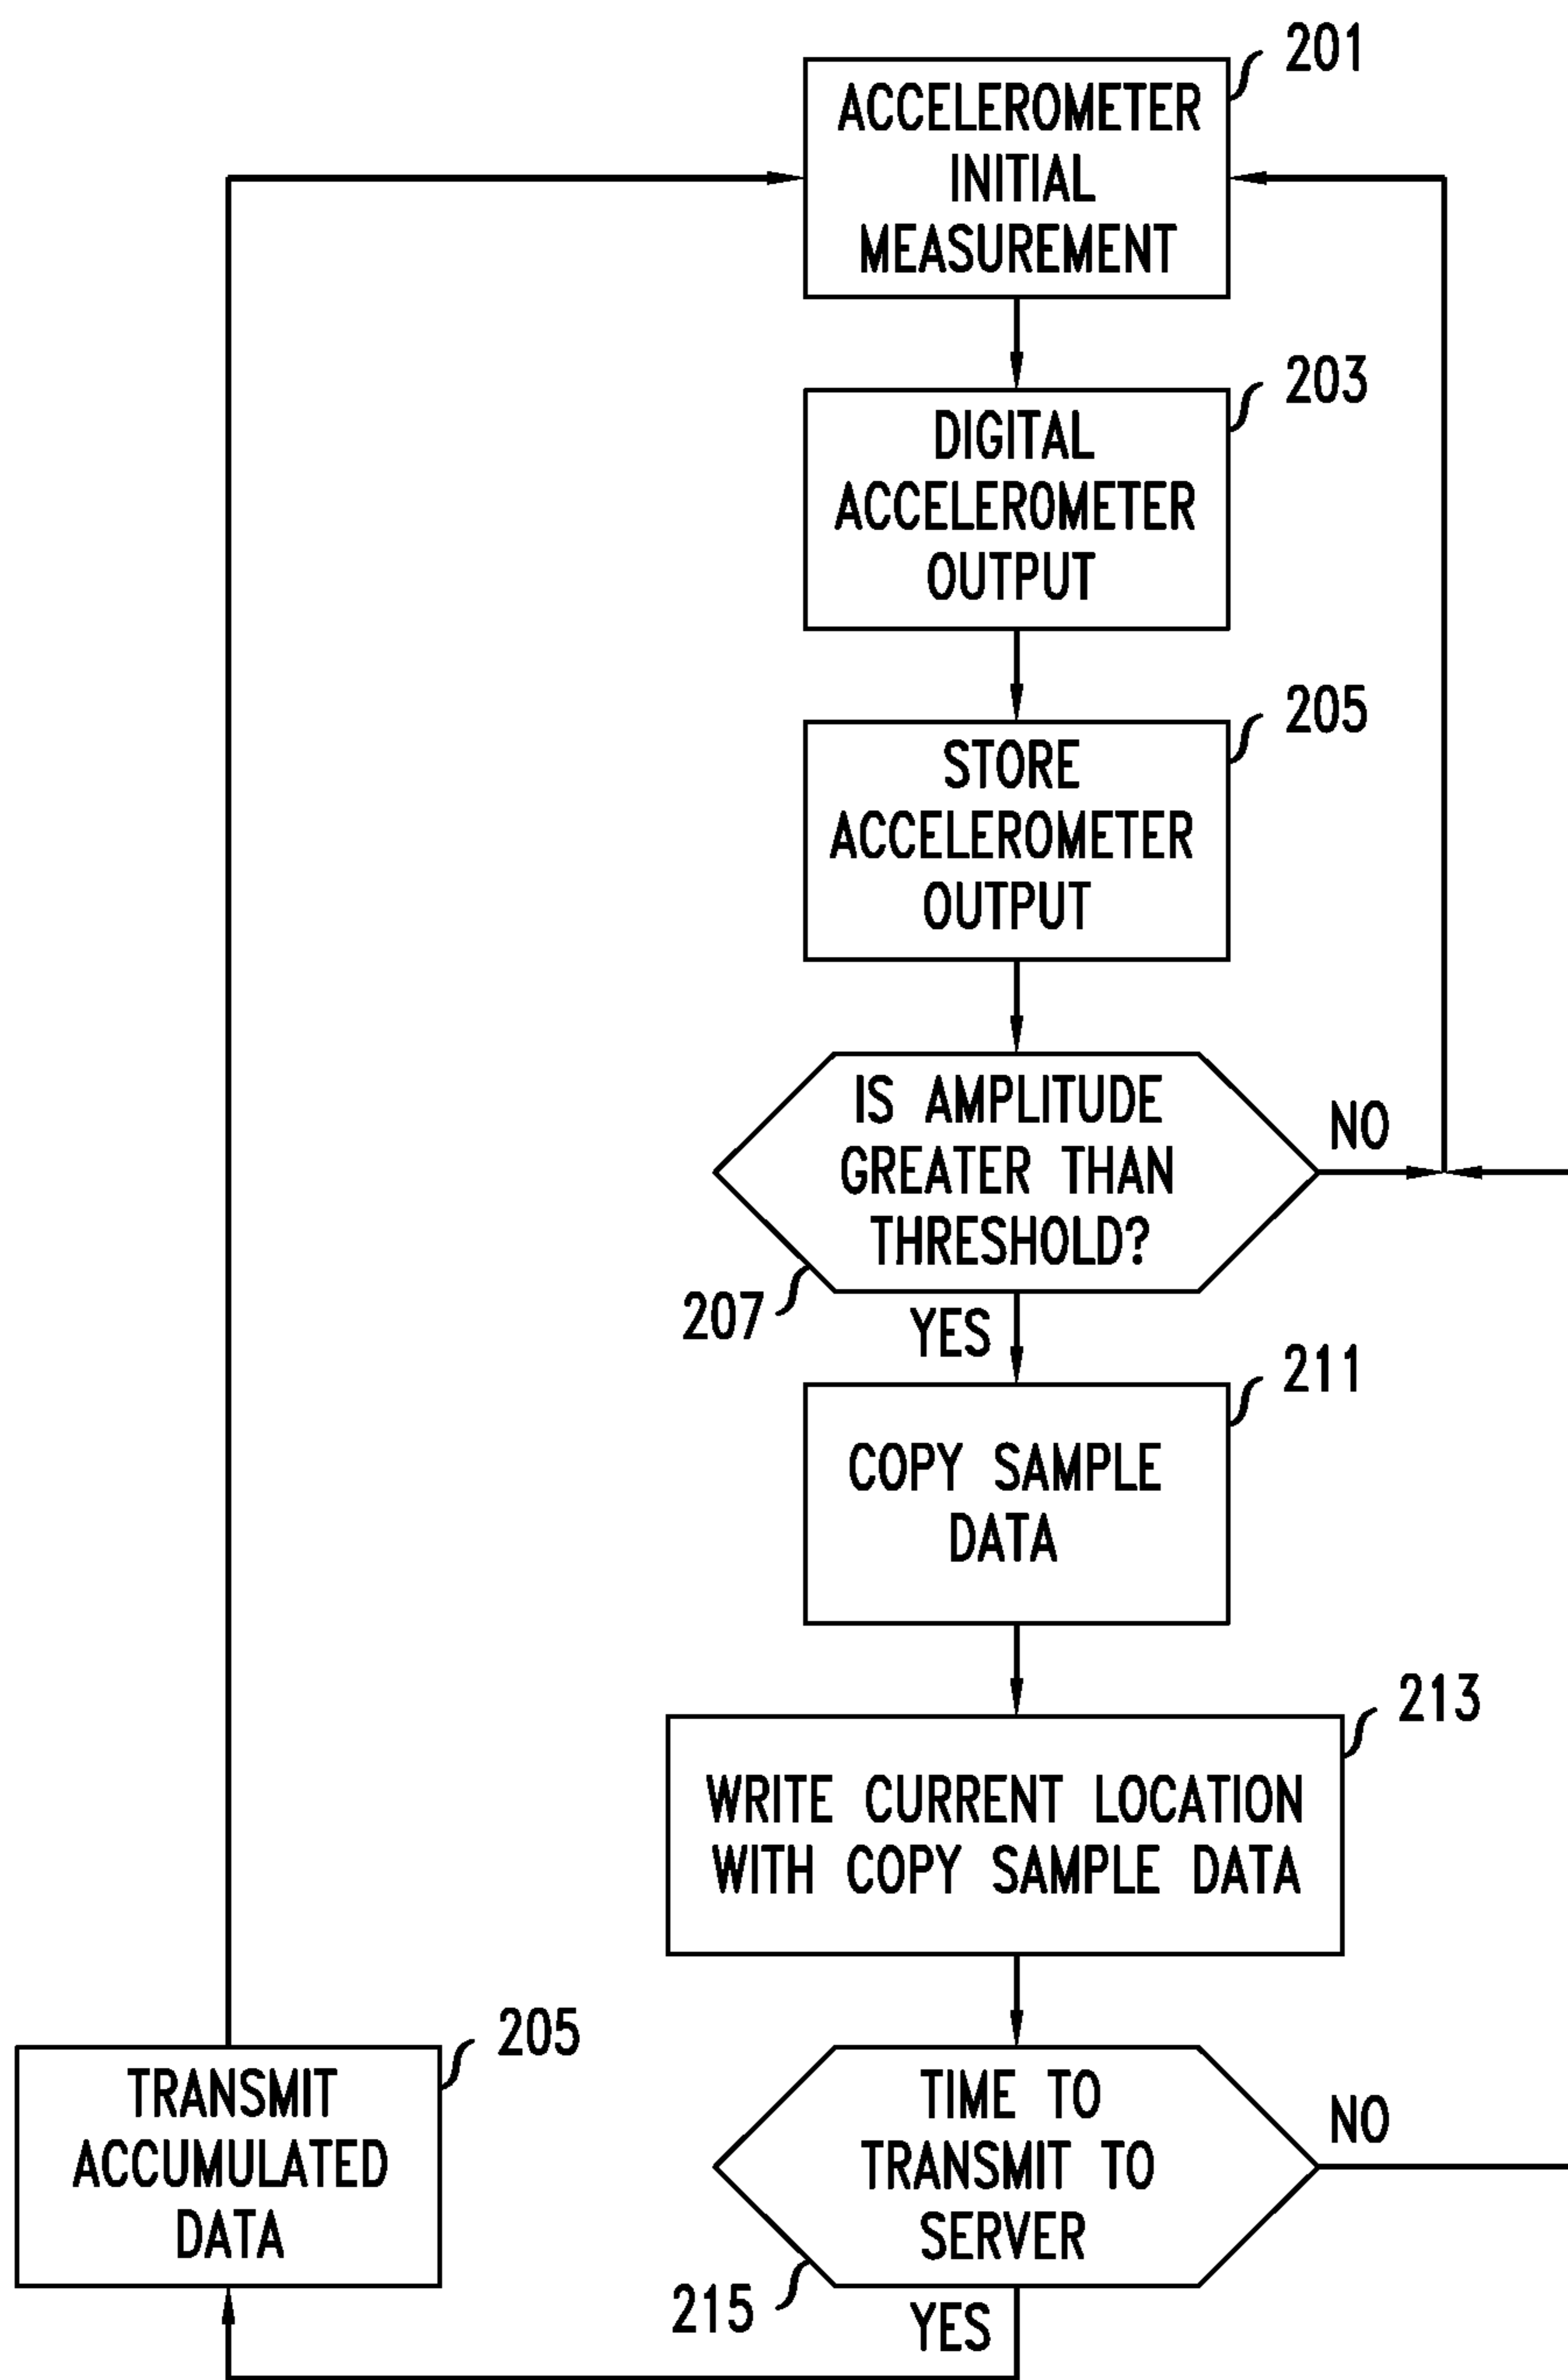 201
ACCELEROMETER
INITIAL
MEASUREMENT
203
DIGITAL
ACCELEROMETER
OUTPUT
205
STORE
ACCELEROMETER
OUTPUT
IS AMPLITUDE
GREATER THAN
THRESHOLD?
NO
207
YES
211
COPY SAMPLE
DATA
213
WRITE CURRENT LOCATION
WITH COPY SAMPLE DATA
205
TRANSMIT
ACCUMULATED
DATA
TIME TO
TRANSMIT TO
SERVER
NO
215
YES